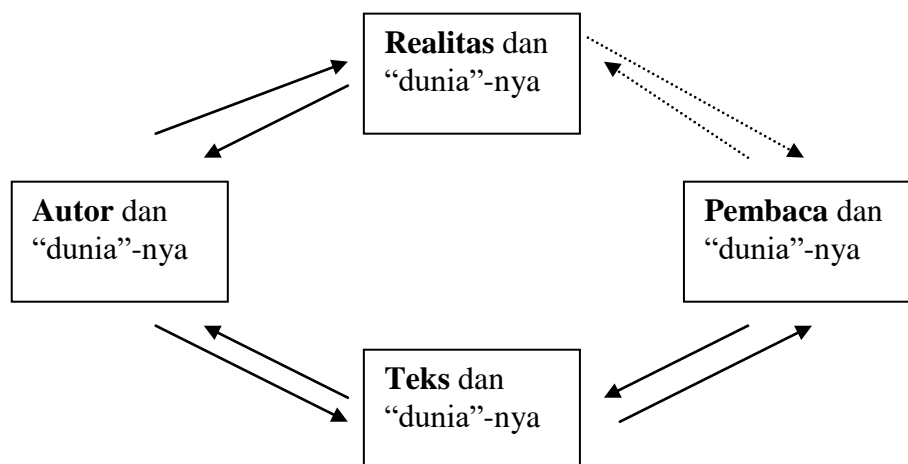 Realitas dan
“dunia”-nya
Autor dan
“dunia”-nya
Pembaca dan
“dunia”-nya
Teks dan
“dunia”-nya